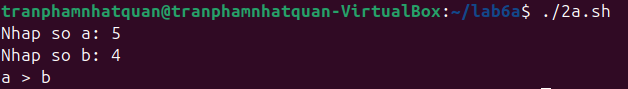 tranphamnhatquan@tranphamnhatquan-VirtualBox:~/lab6a$ ./2a.sh
Nhap so a: 5
Nhap so b: 4
a > b